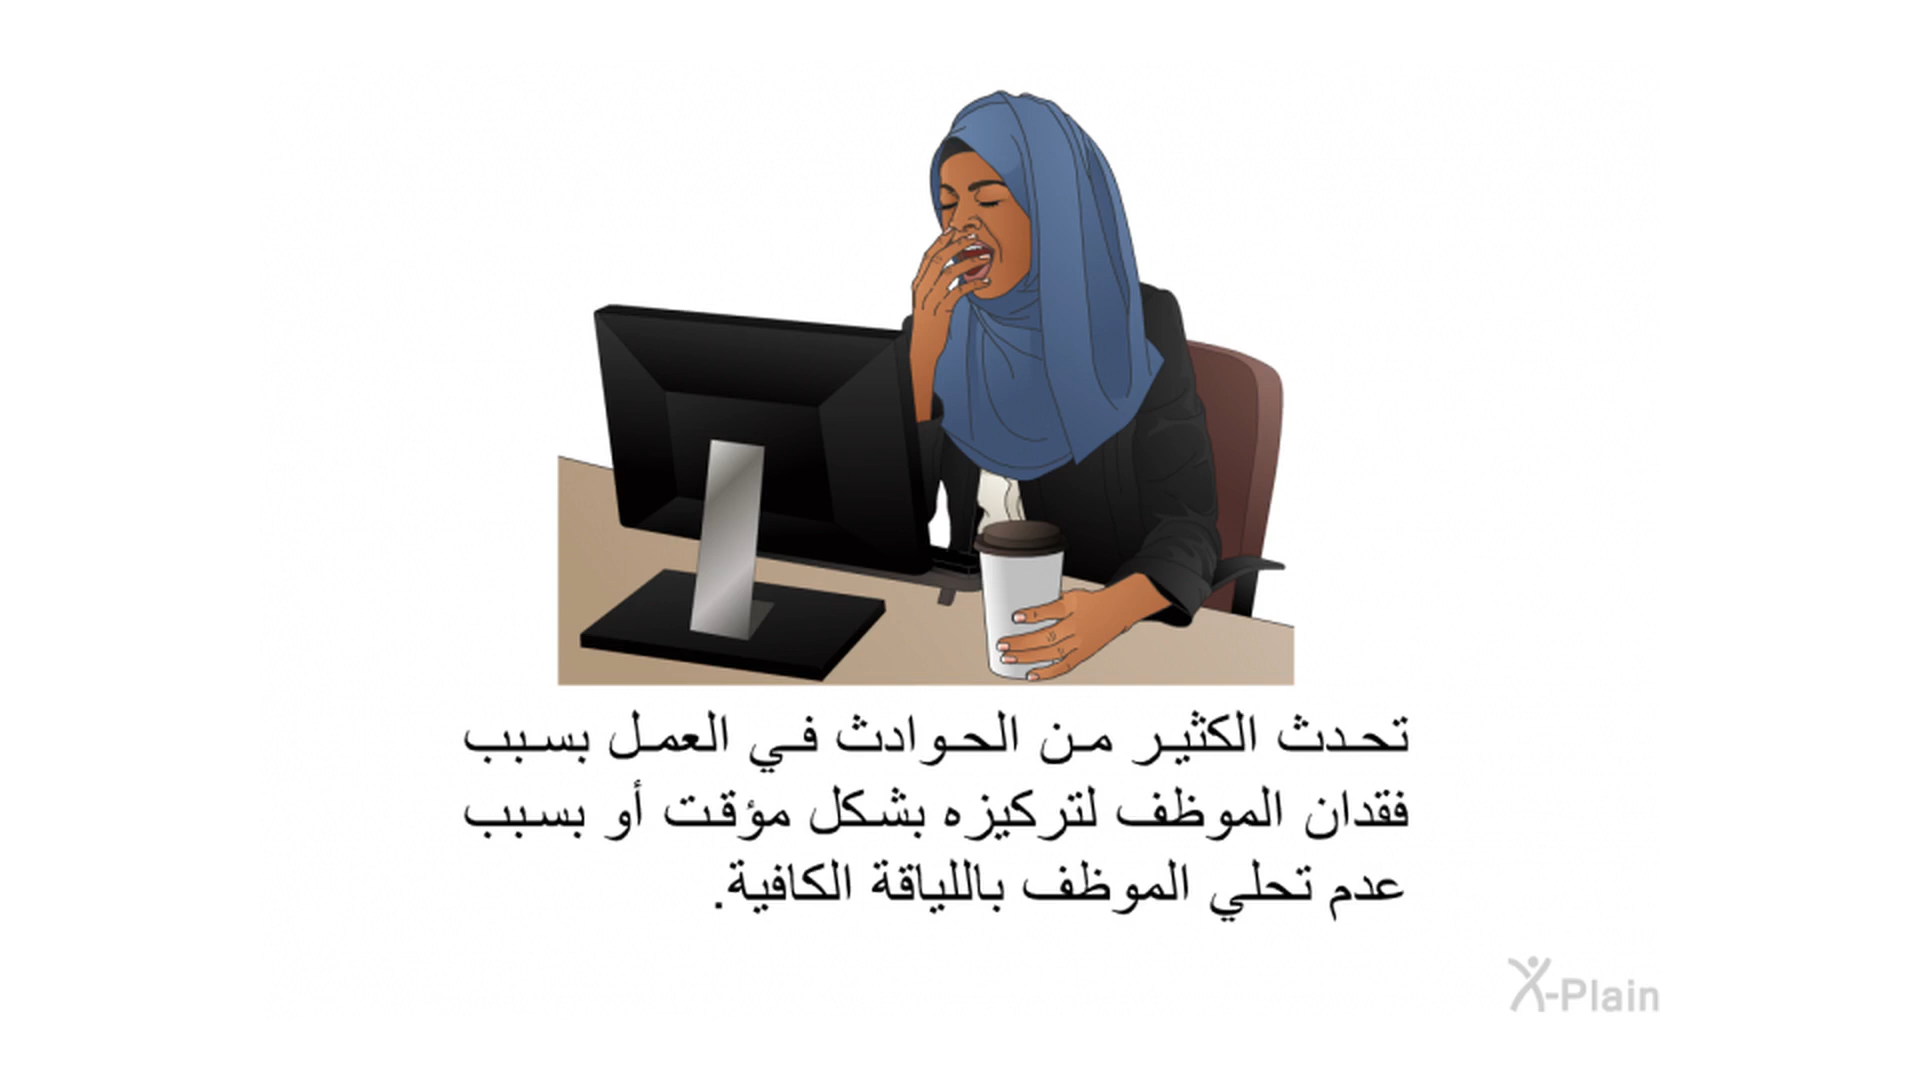 تحدث الكثير من الحوادث في العمل بسبب
فقدان الموظف لتركيزه بشكل مؤقت أو بسبب
عدم تحلي الموظف باللياقة الكافية.
X-Plain